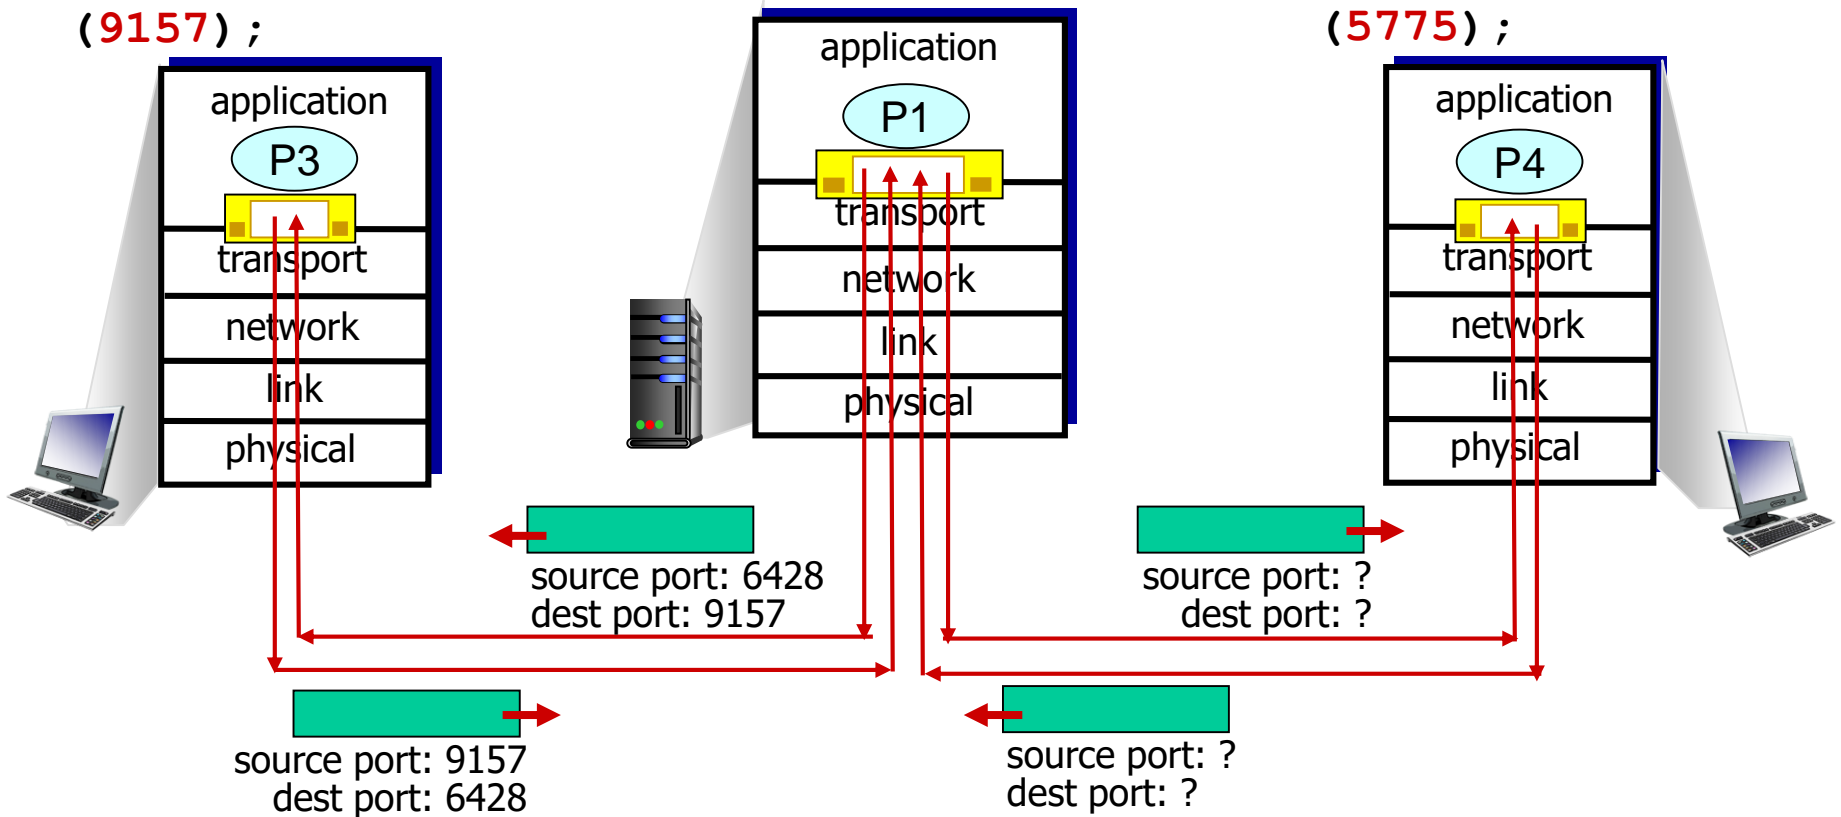 (9157);
application
P3
transport
network
link
physical
application
P1
transport
network
link
physical
(5775);
application
P4
transport
network
link
physical
source port: 6428
dest port: 9157
source port: ?
dest port: ?
source port: 9157
dest port: 6428
source port: ?
dest port: ?